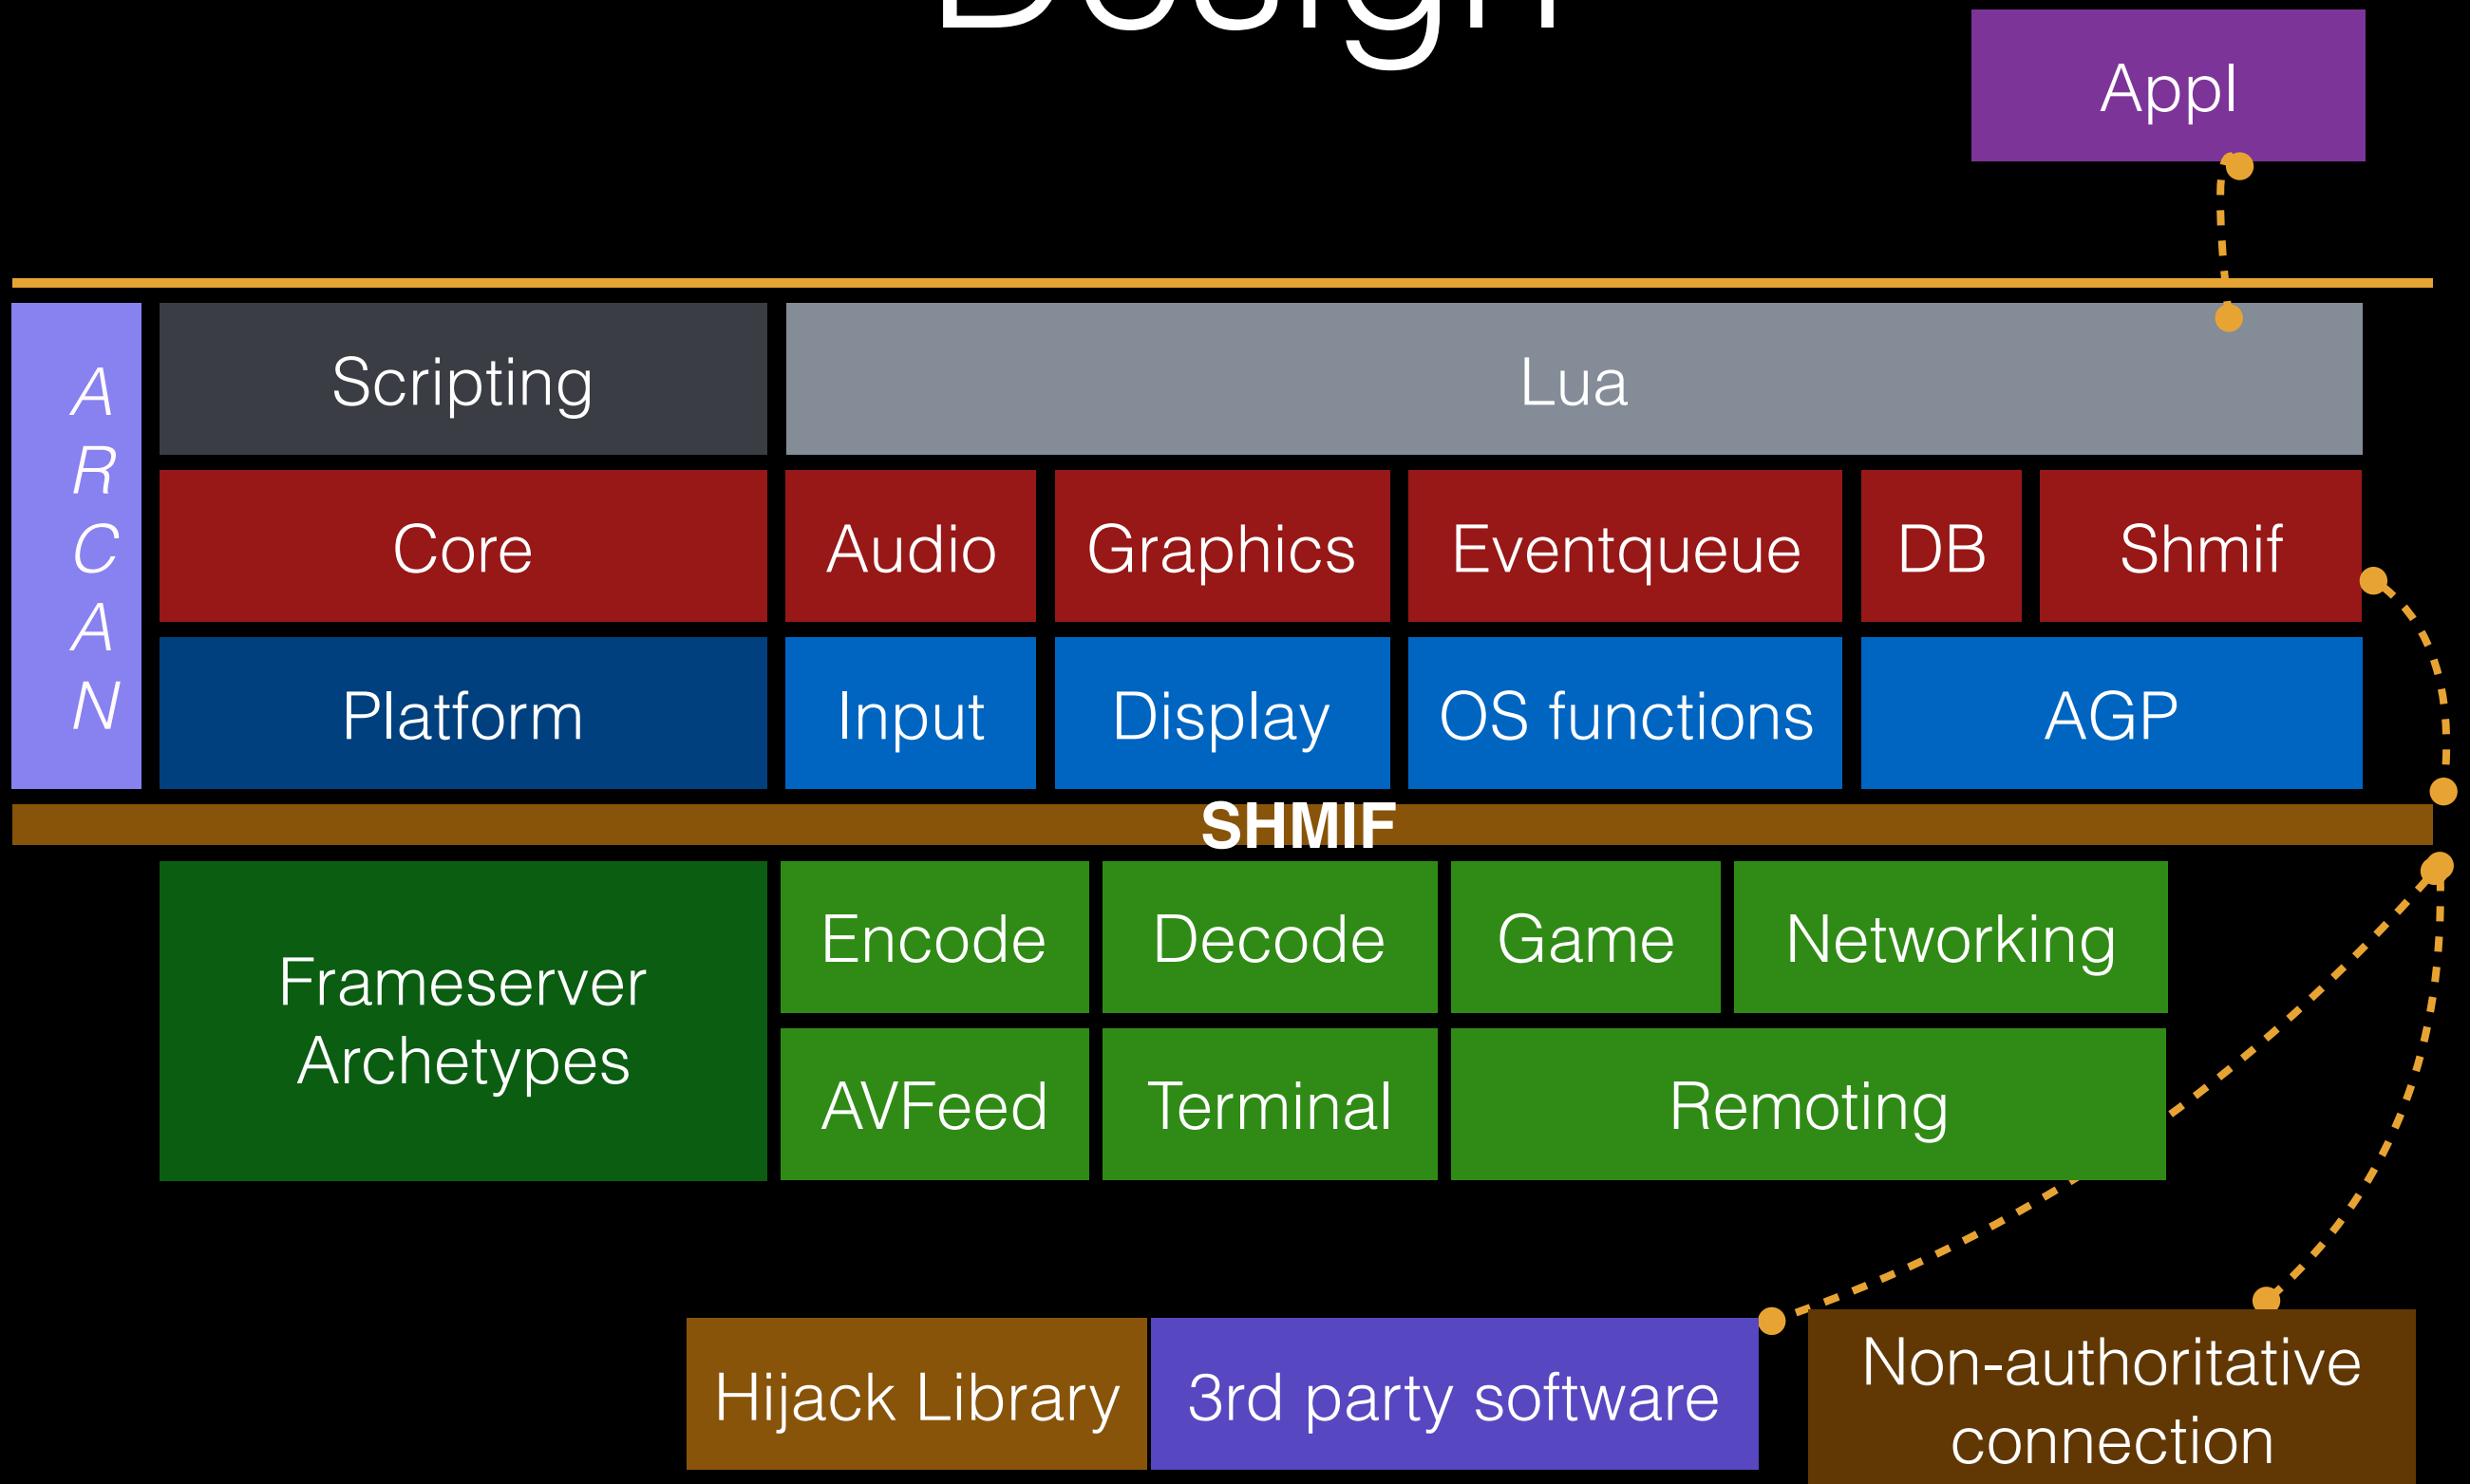 Design
Appl
ARCAN
Scripting
Lua
Core
Audio
Graphics
Eventqueue
DB
Shmif
Platform
Input
Display
OS functions
AGP
SHMIF
Frameserver
Archetypes
Encode
Decode
Game
Networking
AVFeed
Terminal
Remoting
Hijack Library
3rd party software
Non-authoritative
connection